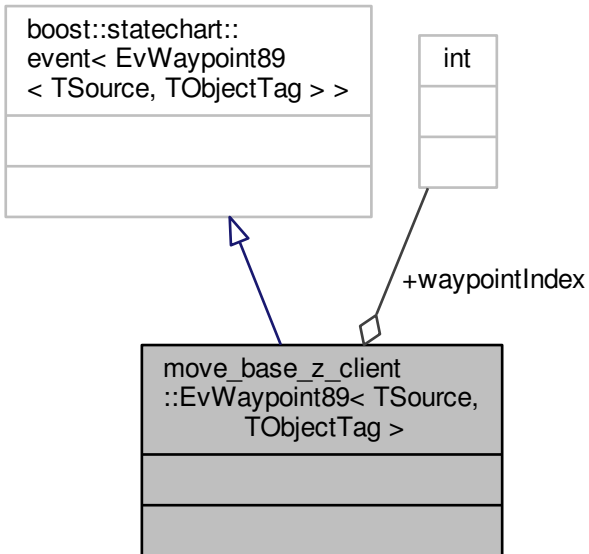 boost::statechart::
event< EvWaypoint89
< TSource, TObjectTag > >
int
+waypointIndex
move_base_z_client
::EvWaypoint89< TSource,
TObjectTag >